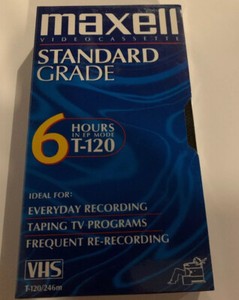 maxell
VIDEOCASSETTE
STANDARD
GRADE
6 HOURS
IN EP MODE
T-120
IDEAL FOR:
EVERYDAY RECORDING
TAPING TV PROGRAMS
FREQUENT RE-RECORDING
VHS
T-120/246m